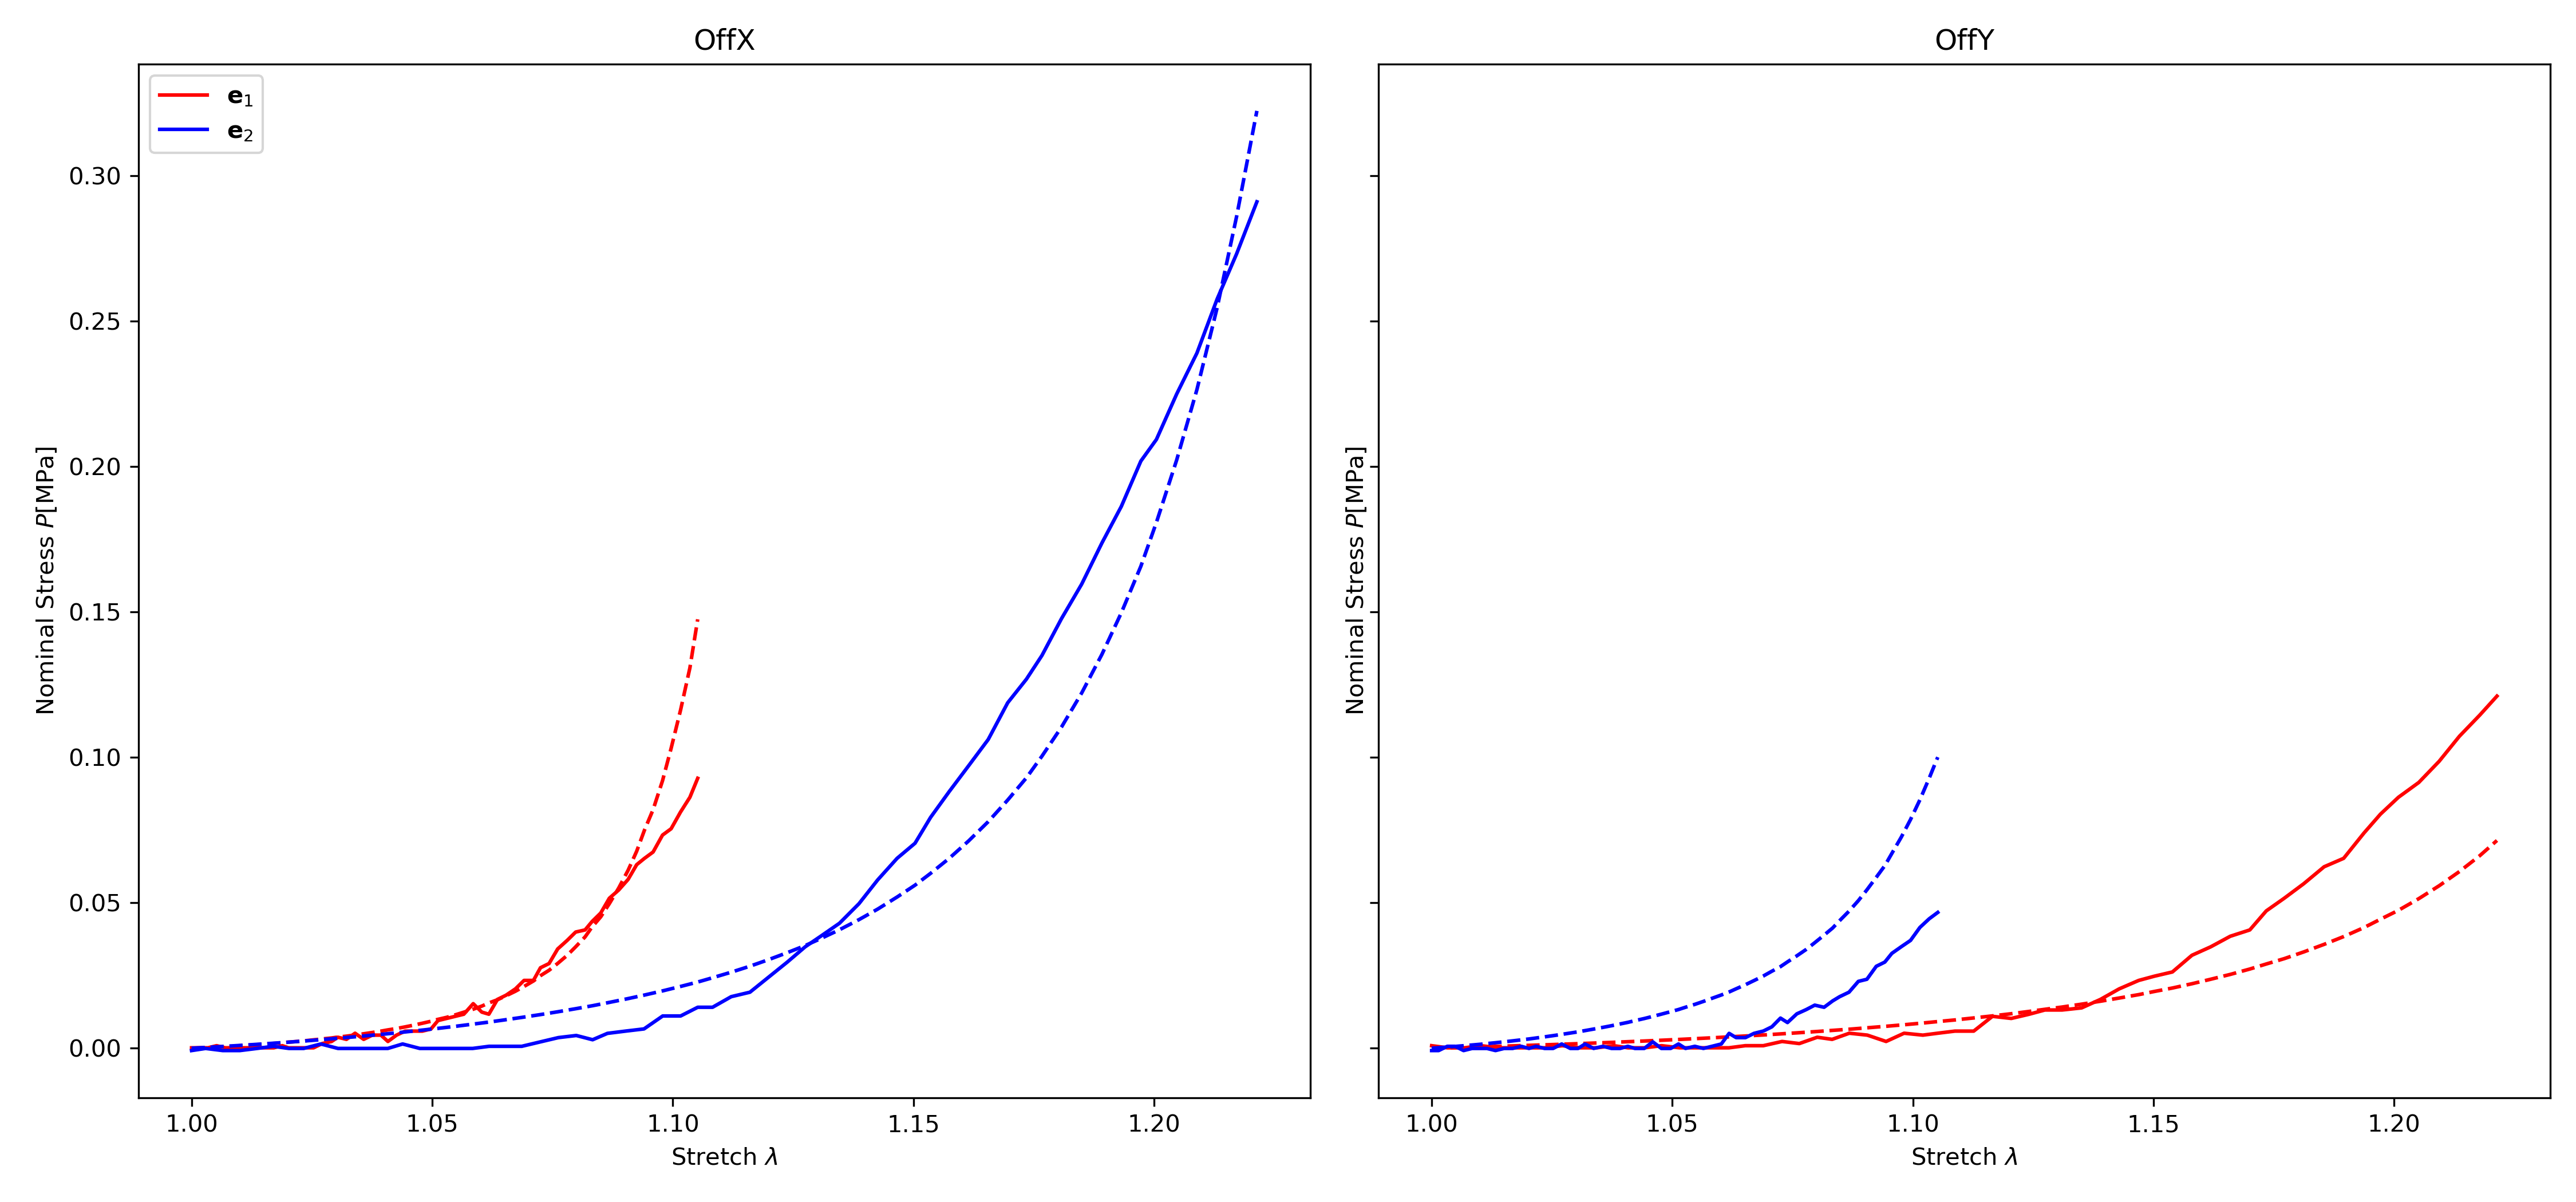 OffX
e₁
e₂
0.30
0.25
0.20
0.15
0.10
0.05
0.00
Nominal Stress P[MPa]
1.00 1.05 1.10 1.15 1.20
Stretch λ
OffY
Nominal Stress P[MPa]
1.00 1.05 1.10 1.15 1.20
Stretch λ